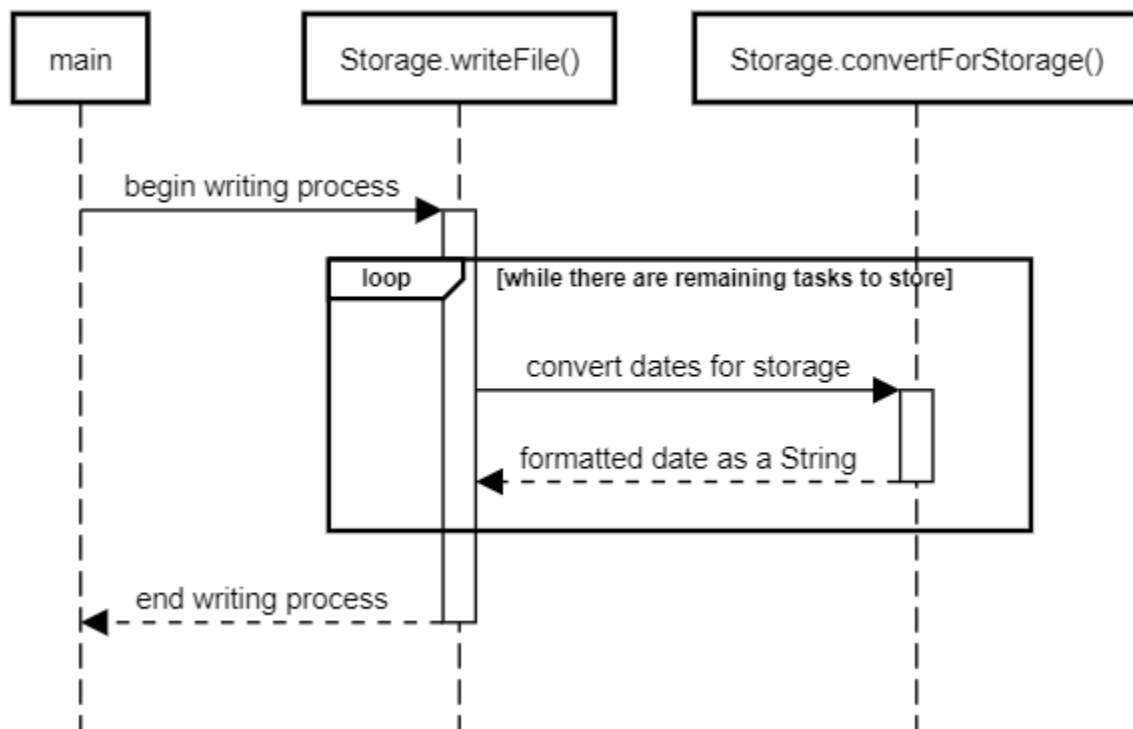 main
Storage.writeFile()
Storage.convertForStorage()
begin writing process
loop
[while there are remaining tasks to store]
convert dates for storage
formatted date as a String
end writing process